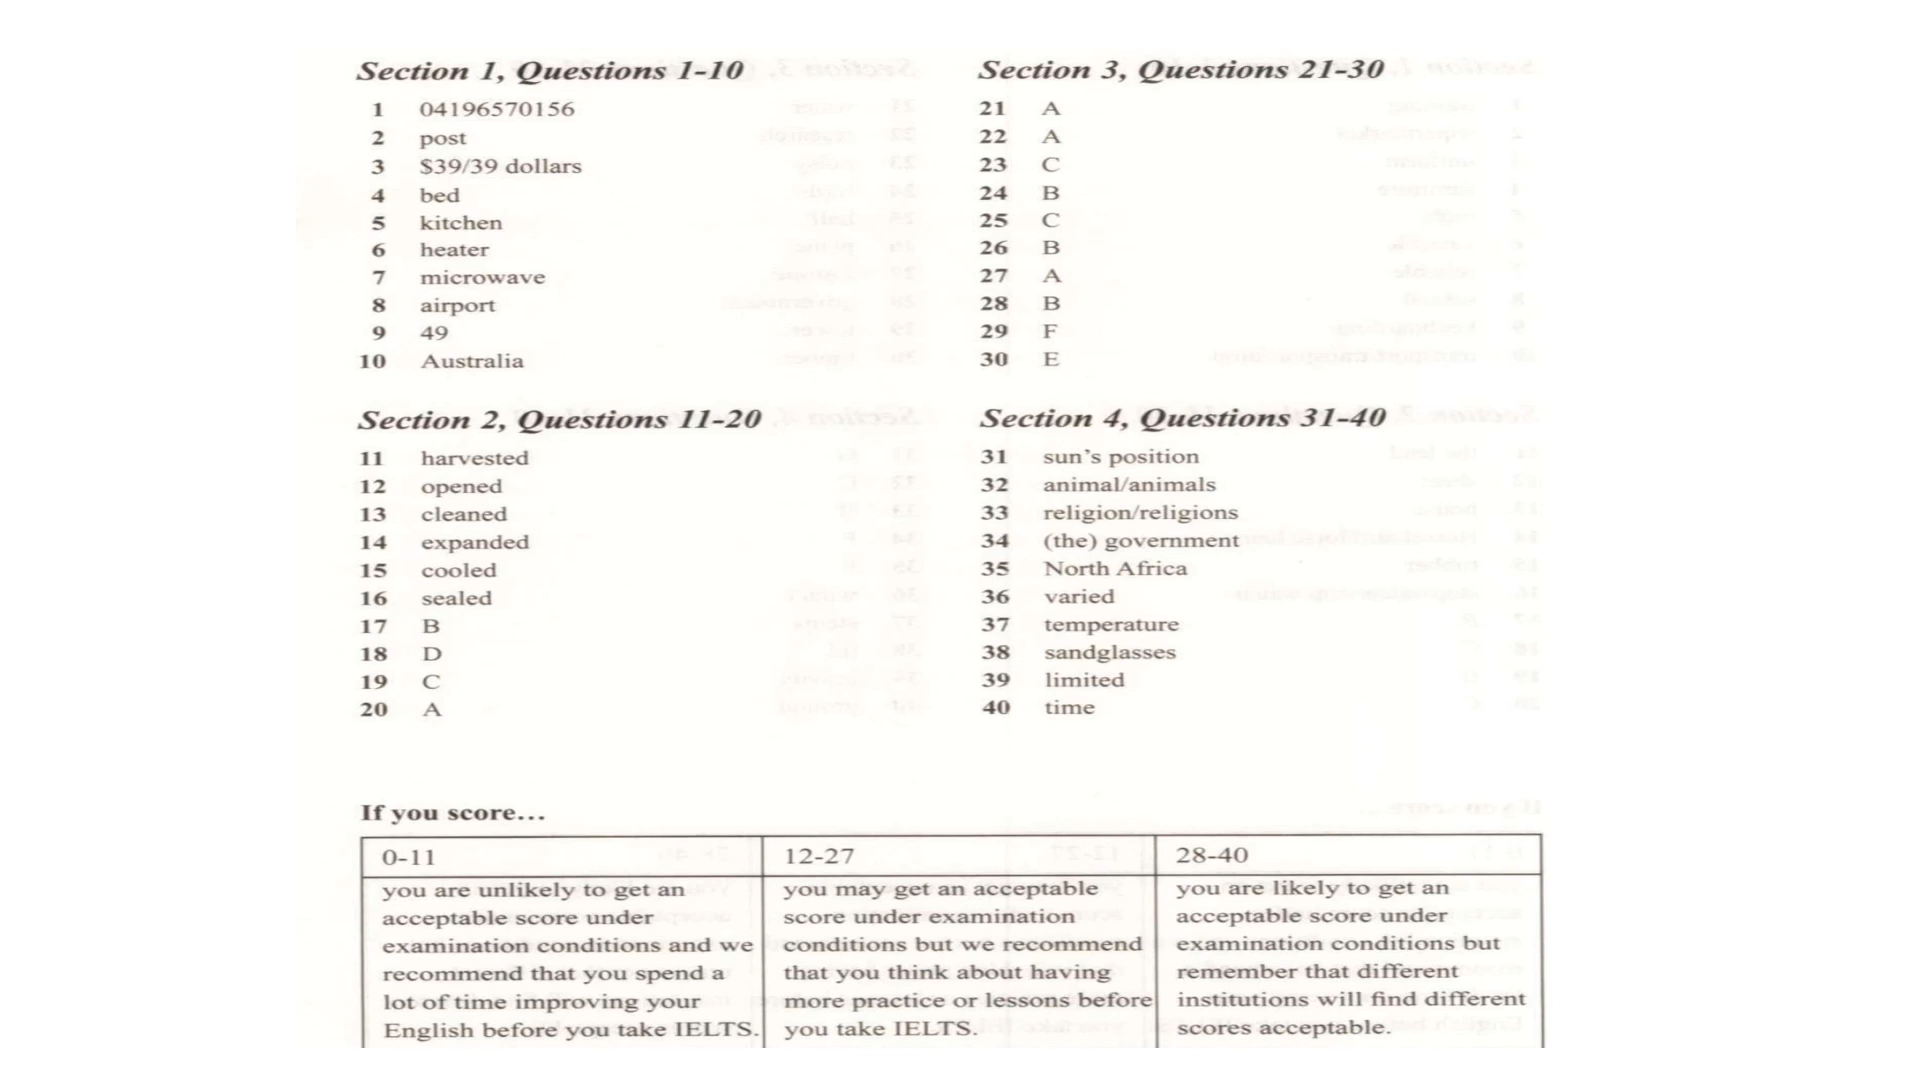 Section 1, Questions 1-10
1 04196570156
2 post
3 $39/39 dollars
4 bed
5 kitchen
6 heater
7 microwave
8 airport
9 49
10 Australia
Section 2, Questions 11-20
11 harvested
12 opened
13 cleaned
14 expanded
15 cooled
16 sealed
17 B
18 D
19 C
20 A
Section 3, Questions 21-30
21 A
22 A
23 C
24 B
25 C
26 B
27 A
28 B
29 F
30 E
Section 4, Questions 31-40
31 sun's position
32 animal/animals
33 religion/religions
34 (the) government
35 North Africa
36 varied
37 temperature
38 sandglasses
39 limited
40 time
If you score...
0-11
you are unlikely to get an
acceptable score under
examination conditions and we
recommend that you spend a
lot of time improving your
English before you take IELTS.
12-27
you may get an acceptable
score under examination
conditions but we recommend
that you think about having
more practice or lessons before
you take IELTS.
28-40
you are likely to get an
acceptable score under
examination conditions but
remember that different
institutions will find different
scores acceptable.